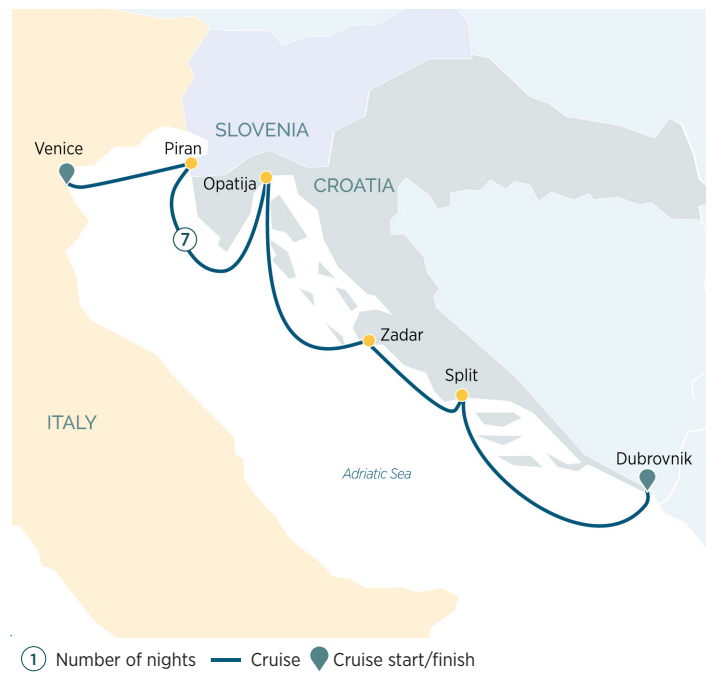 SLOVENIA
Venice
Piran
Opatija
CROATIA
7
Zadar
Split
ITALY
Dubrovnik
Adriatic Sea
1 Number of nights Cruise Cruise start/finish